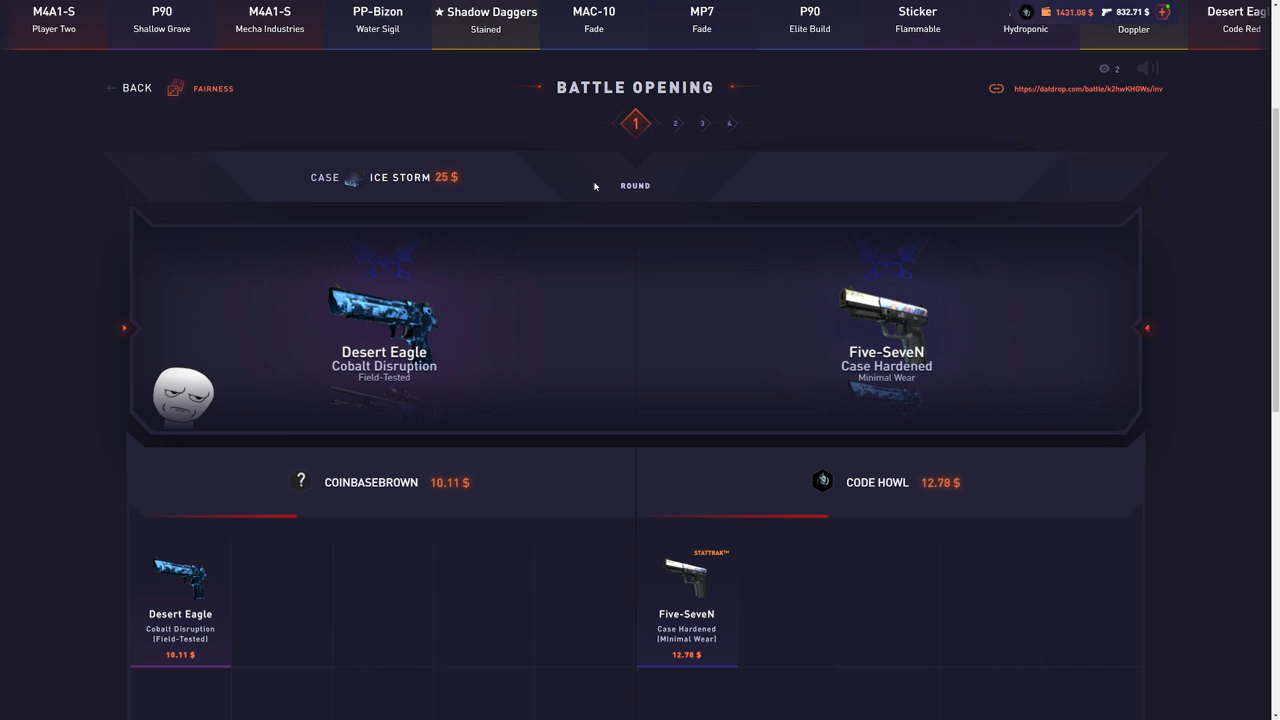 M4A1-S
Player Two
P90
Shallow Grave
M4A1-S
Mecha Industries
PP-Bizon
Water Sigil
★ Shadow Daggers
Stained
MAC-10
Fade
MP7
Fade
P90
Elite Build
Sticker
Flammable
Hydroponic
1431.08 $
832.71 $
Doppler
Desert Eagl
Code Red
← BACK
FAIRNESS
BATTLE OPENING
2
https://datdrop.com/battle/k2hwKHGWs/inv
1 2 3 4
CASE ICE STORM 25 $
ROUND
Desert Eagle
Cobalt Disruption
Field-Tested
Five-SeveN
Case Hardened
Minimal Wear
? COINBASEBROWN 10.11 $
CODE HOWL 12.78 $
Desert Eagle
Cobalt Disruption
(Field-Tested)
10.11 $
STATTRAK™
Five-SeveN
Case Hardened
(Minimal Wear)
12.78 $